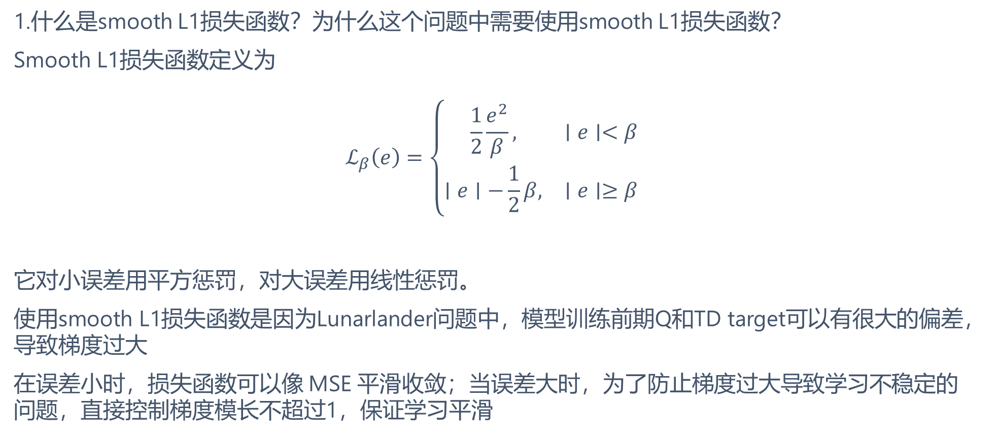 1.什么是smooth L1损失函数？为什么这个问题中需要使用smooth L1损失函数？
Smooth L1损失函数定义为
$$\mathcal{L}_\beta(e) = \begin{cases} \frac{1}{2}\frac{e^2}{\beta}, & |e| < \beta \\ |e| - \frac{1}{2}\beta, & |e| \geq \beta \end{cases}$$
它对小误差用平方惩罚，对大误差用线性惩罚。
使用smooth L1损失函数是因为Lunarlander问题中，模型训练前期Q和TD target可以有很大的偏差，
导致梯度过大
在误差小时，损失函数可以像 MSE 平滑收敛；当误差大时，为了防止梯度过大导致学习不稳定的
问题，直接控制梯度模长不超过1，保证学习平滑